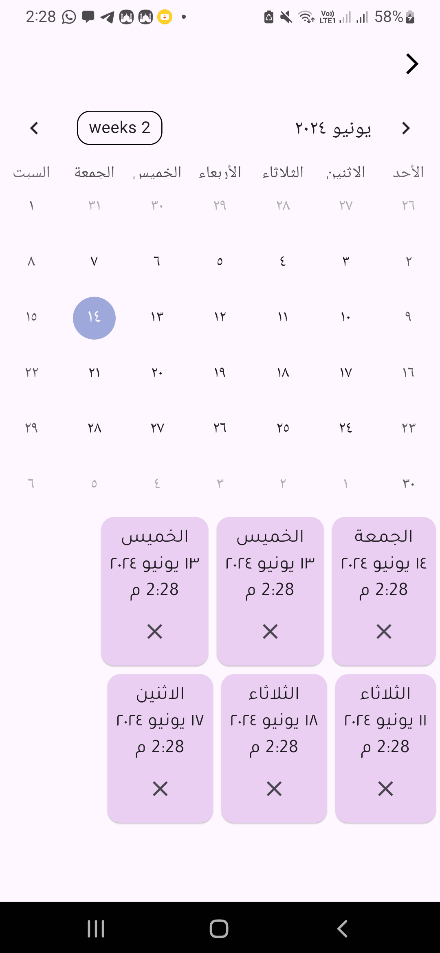 2:28
Vo)) LTE1
58%
يونيو ٢٠٢٤
2 weeks
الأحد الاثنين الثلاثاء الأربعاء الخميس الجمعة السبت
٢٦ ٢٧ ٢٨ ٢٩ ٣٠ ٣١ ١
٢ ٣ ٤ ٥ ٦ ٧ ٨
٩ ١٠ ١١ ١٢ ١٣ ١٤ ١٥
١٦ ١٧ ١٨ ١٩ ٢٠ ٢١ ٢٢
٢٣ ٢٤ ٢٥ ٢٦ ٢٧ ٢٨ ٢٩
٣٠ ١ ٢ ٣ ٤ ٥ ٦
الجمعة
١٤ يونيو ٢٠٢٤
2:28 م
الخميس
١٣ يونيو ٢٠٢٤
2:28 م
الخميس
١٣ يونيو ٢٠٢٤
2:28 م
الثلاثاء
١١ يونيو ٢٠٢٤
2:28 م
الثلاثاء
١٨ يونيو ٢٠٢٤
2:28 م
الاثنين
١٧ يونيو ٢٠٢٤
2:28 م